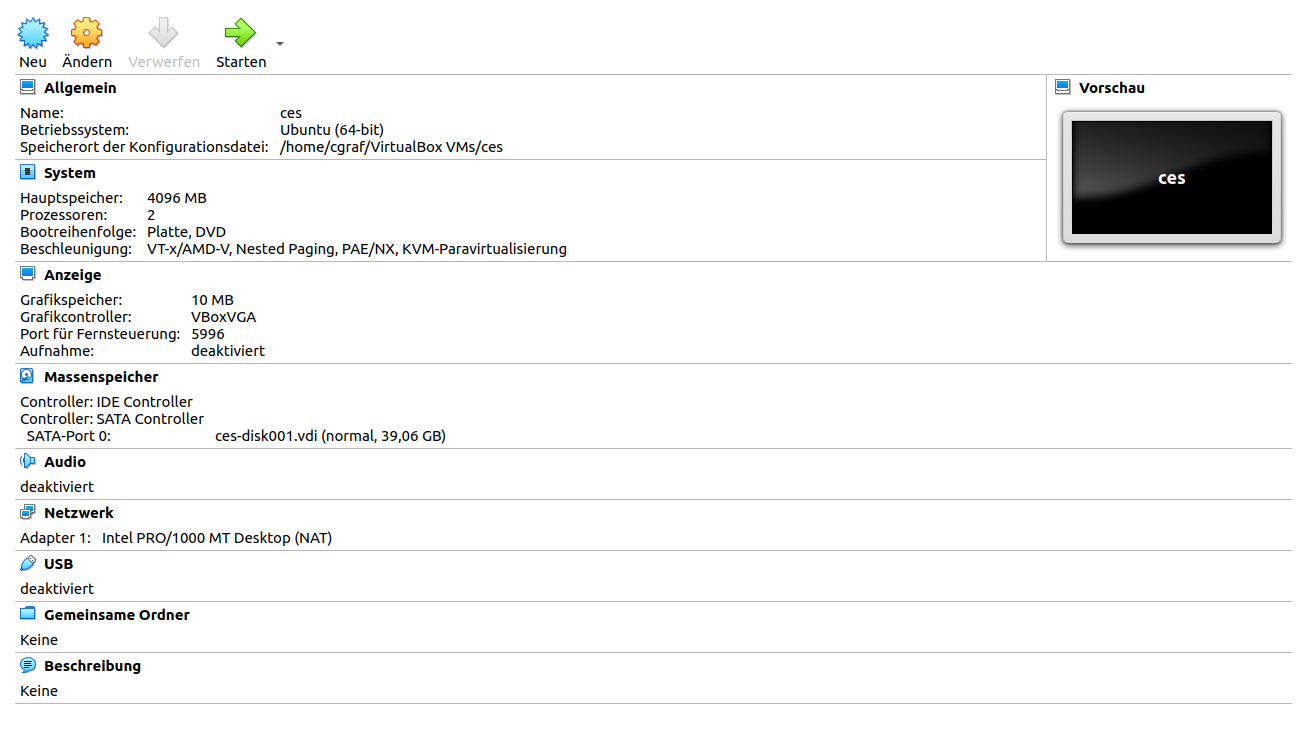 Neu Ändern Verwerfen Starten
Allgemein
Name: ces
Betriebssystem: Ubuntu (64-bit)
Speicherort der Konfigurationsdatei: /home/cgraf/VirtualBox VMs/ces
Vorschau
ces
System
Hauptspeicher: 4096 MB
Prozessoren: 2
Bootreihenfolge: Platte, DVD
Beschleunigung: VT-x/AMD-V, Nested Paging, PAE/NX, KVM-Paravirtualisierung
Anzeige
Grafikspeicher: 10 MB
Grafikcontroller: VBoxVGA
Port für Fernsteuerung: 5996
Aufnahme: deaktiviert
Massenspeicher
Controller: IDE Controller
Controller: SATA Controller
SATA-Port 0: ces-disk001.vdi (normal, 39,06 GB)
Audio
deaktiviert
Netzwerk
Adapter 1: Intel PRO/1000 MT Desktop (NAT)
USB
deaktiviert
Gemeinsame Ordner
Keine
Beschreibung
Keine